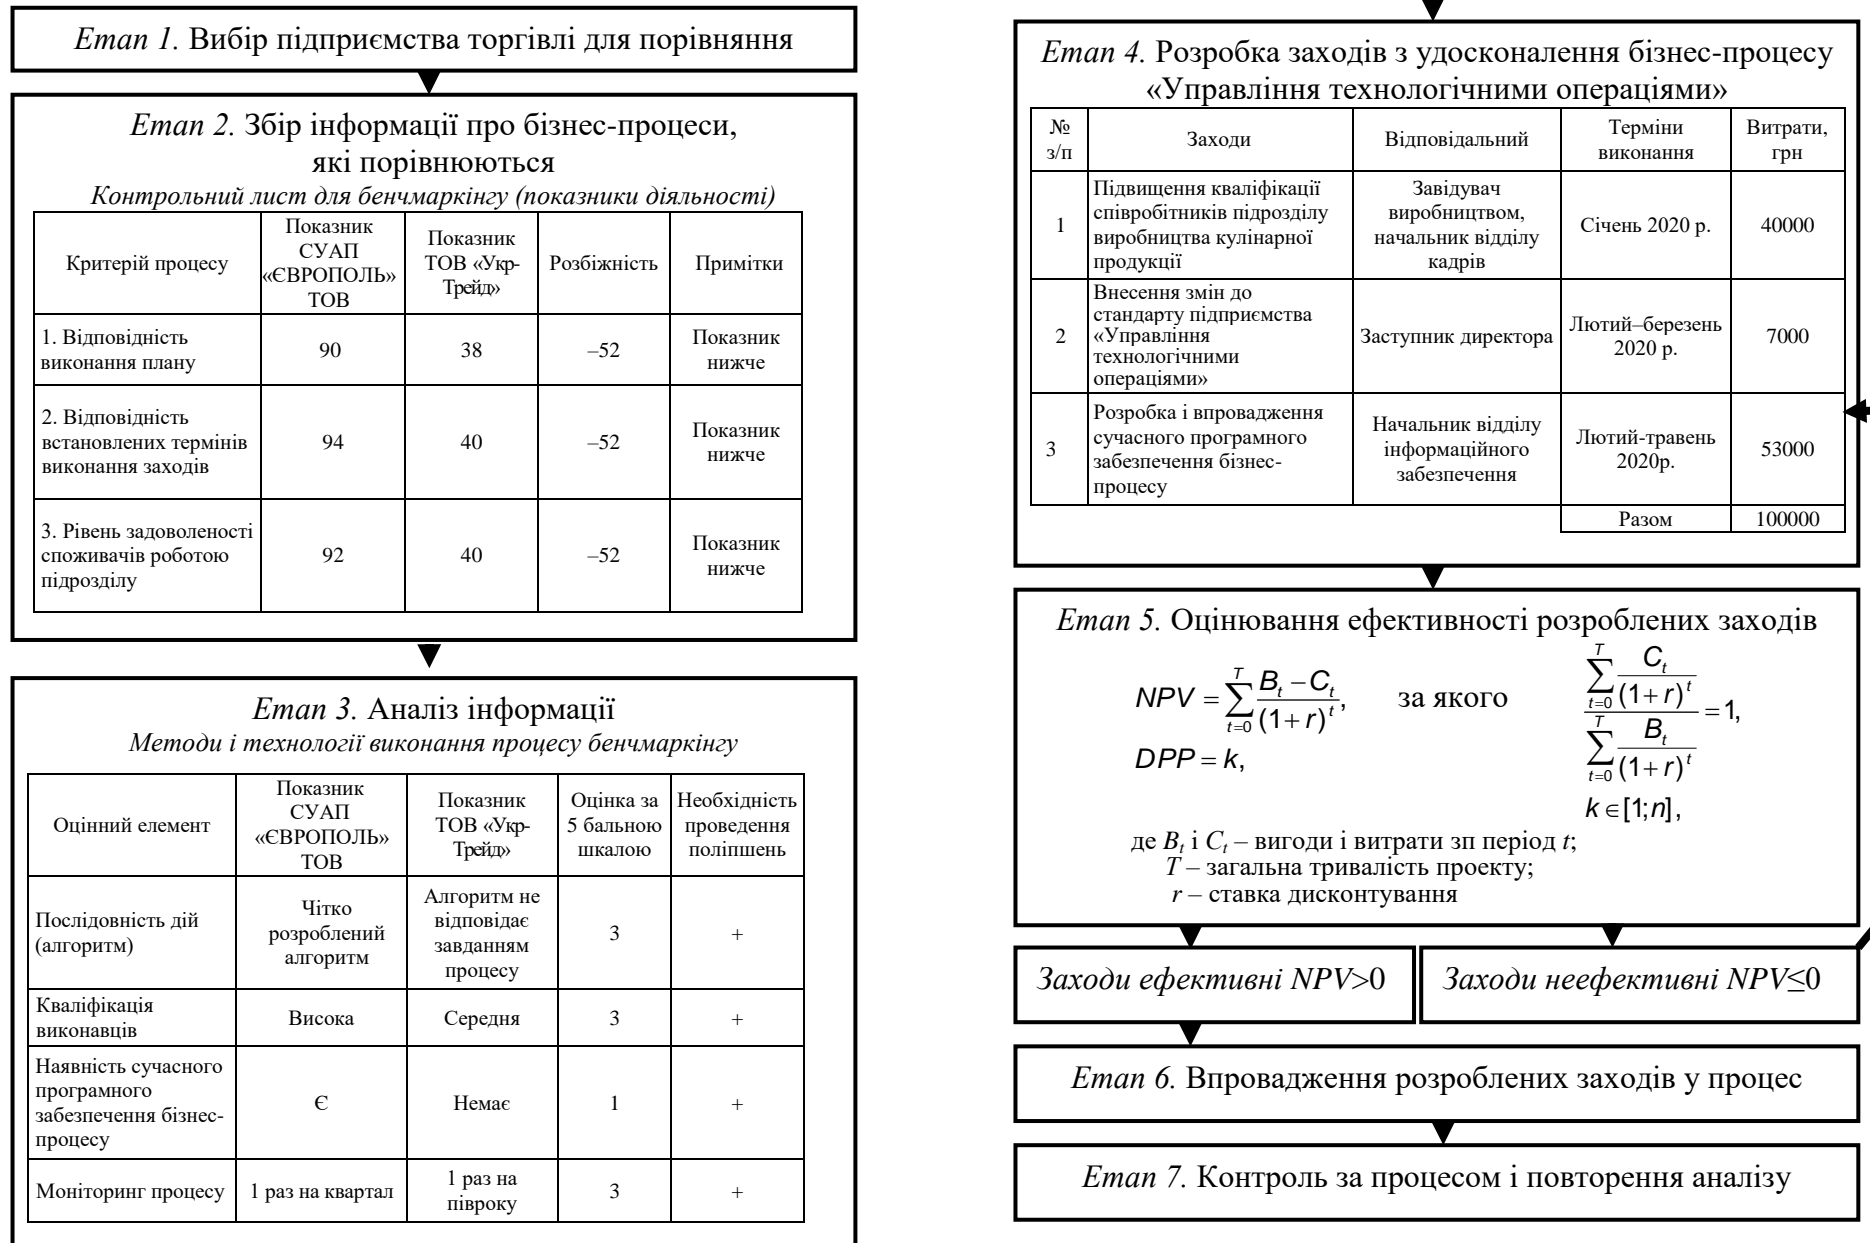 Етап 1. Вибір підприємства торгівлі для порівняння
Етап 2. Збір інформації про бізнес-процеси,
які порівнюються
Контрольний лист для бенчмаркінгу (показники діяльності)
Критерій процесу
Показник
СУАП
«ЄВРОПОЛЬ»
ТОВ
Показник
ТОВ «Укр-
Трейд»
Розбіжність
Примітки
1. Відповідність
виконання плану
90
38
–52
Показник
нижче
2. Відповідність
встановлених термінів
виконання заходів
94
40
–52
Показник
нижче
3. Рівень задоволеності
споживачів роботою
підрозділу
92
40
–52
Показник
нижче
Етап 3. Аналіз інформації
Методи і технології виконання процесу бенчмаркінгу
Оцінний елемент
Показник
СУАП
«ЄВРОПОЛЬ»
ТОВ
Показник
ТОВ «Укр-
Трейд»
Оцінка за
5 бальною
шкалою
Необхідність
проведення
поліпшень
Послідовність дій
(алгоритм)
Чітко
розроблений
алгоритм
Алгоритм не
відповідає
завданням
процесу
3
+
Кваліфікація
виконавців
Висока
Середня
3
+
Наявність сучасного
програмного
забезпечення бізнес-
процесу
Є
Немає
1
+
Моніторинг процесу
1 раз на квартал
1 раз на
півроку
3
+
Етап 4. Розробка заходів з удосконалення бізнес-процесу
«Управління технологічними операціями»
№
з/п
Заходи
Відповідальний
Терміни
виконання
Витрати,
грн
1
Підвищення кваліфікації
співробітників підрозділу
виробництва кулінарної
продукції
Завідувач
виробництвом,
начальник відділу
кадрів
Січень 2020 р.
40000
2
Внесення змін до
стандарту підприємства
«Управління
технологічними
операціями»
Заступник директора
Лютий–березень
2020 р.
7000
3
Розробка і впровадження
сучасного програмного
забезпечення бізнес-
процесу
Начальник відділу
інформаційного
забезпечення
Лютий-травень
2020р.
53000
Разом
100000
Етап 5. Оцінювання ефективності розроблених заходів
NPV = ∑_{t=0}^{T} (B_t – C_t)/(1+r)^t, за якого (∑_{t=0}^{T} C_t/(1+r)^t)/(∑_{t=0}^{T} B_t/(1+r)^t) = 1,
DPP = k,
k ∈ [1;n],
де B_t і C_t – вигоди і витрати зп період t;
T – загальна тривалість проекту;
r – ставка дисконтування
Заходи ефективні NPV>0
Заходи неефективні NPV≤0
Етап 6. Впровадження розроблених заходів у процес
Етап 7. Контроль за процесом і повторення аналізу